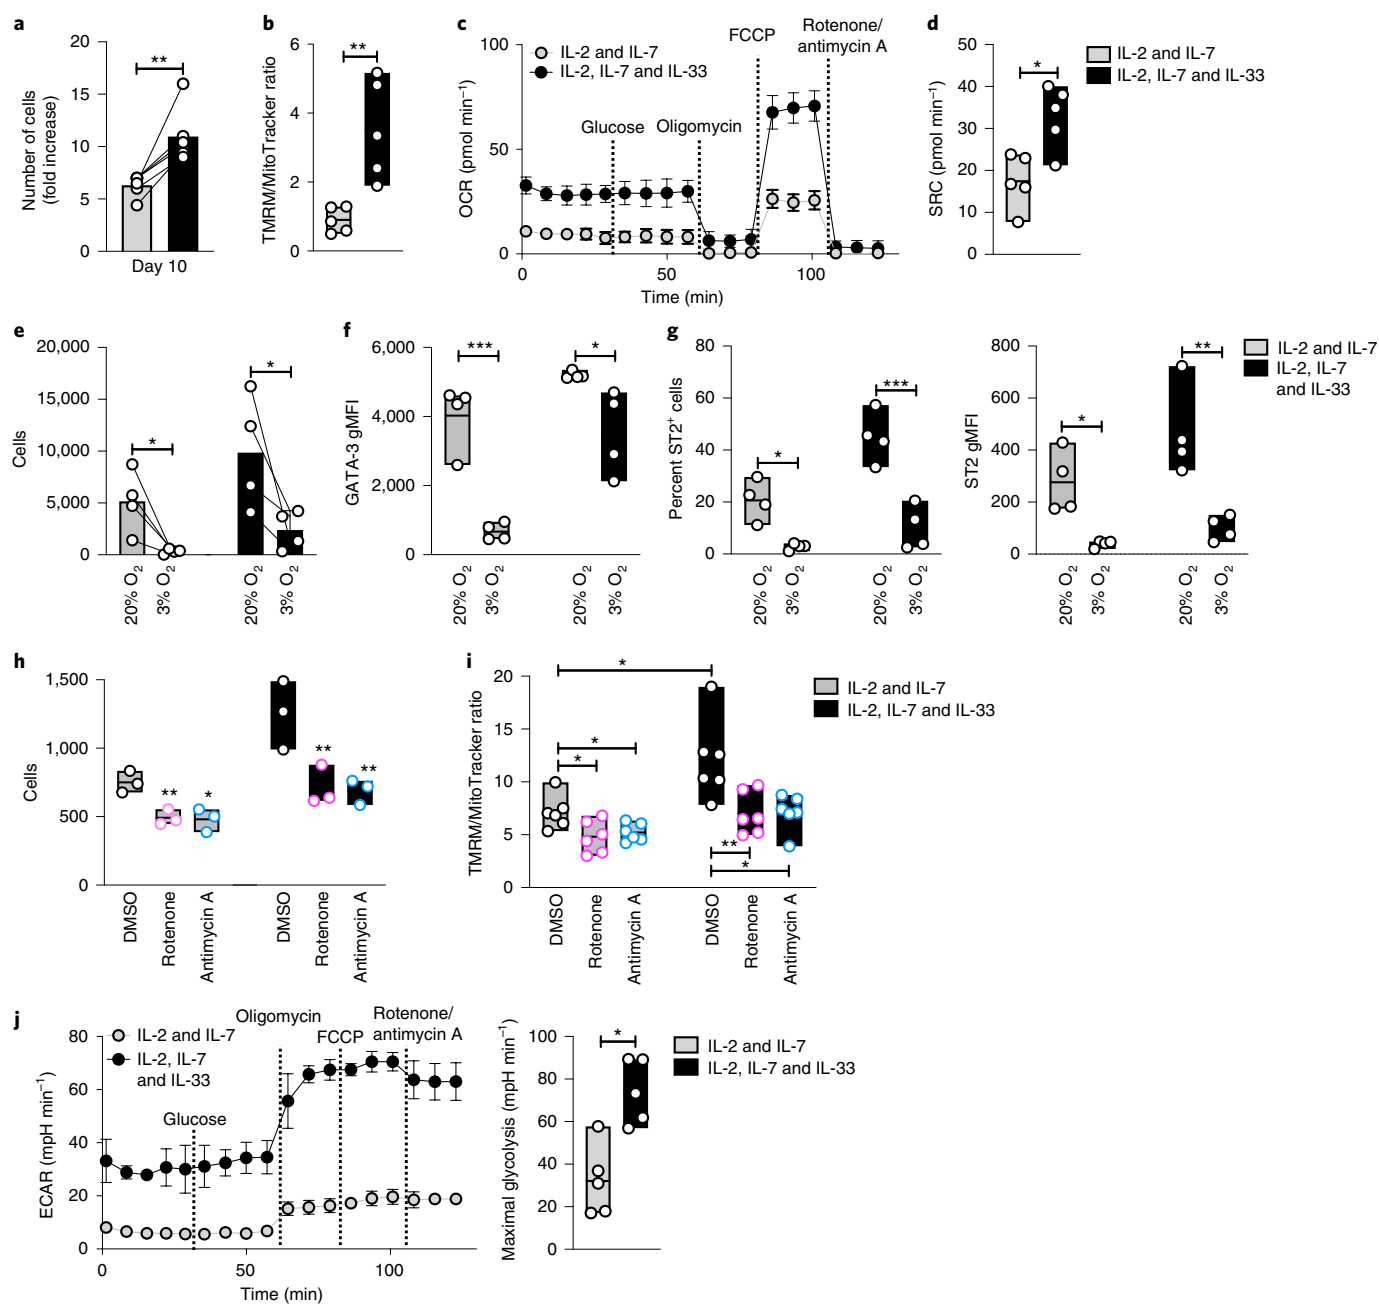 a
20
15
10
5
0
Number of cells
(fold increase)
**
Day 10
b
6
4
2
0
TMRM/MitoTracker ratio
**
c
100
50
0
OCR (pmol min⁻¹)
IL-2 and IL-7
IL-2, IL-7 and IL-33
Glucose
Oligomycin
FCCP
Rotenone/
antimycin A
0
50
100
Time (min)
d
50
40
30
20
10
0
SRC (pmol min⁻¹)
*
IL-2 and IL-7
IL-2, IL-7 and IL-33
e
20,000
15,000
10,000
5,000
0
Cells
*
*
20% O₂
3% O₂
20% O₂
3% O₂
f
6,000
4,000
2,000
0
GATA-3 gMFI
***
*
20% O₂
3% O₂
20% O₂
3% O₂
g
80
60
40
20
0
Percent ST2⁺ cells
*
***
20% O₂
3% O₂
20% O₂
3% O₂
800
600
400
200
0
ST2 gMFI
*
**
20% O₂
3% O₂
20% O₂
3% O₂
IL-2 and IL-7
IL-2, IL-7
and IL-33
h
1,500
1,000
500
0
Cells
**
*
**
**
DMSO
Rotenone
Antimycin A
DMSO
Rotenone
Antimycin A
i
20
15
10
5
0
TMRM/MitoTracker ratio
*
*
*
**
*
DMSO
Rotenone
Antimycin A
DMSO
Rotenone
Antimycin A
IL-2 and IL-7
IL-2, IL-7 and IL-33
j
80
60
40
20
0
ECAR (mpH min⁻¹)
IL-2 and IL-7
IL-2, IL-7
and IL-33
Glucose
Oligomycin
FCCP
Rotenone/
antimycin A
0
50
100
Time (min)
100
80
60
40
20
0
Maximal glycolysis (mpH min⁻¹)
*
IL-2 and IL-7
IL-2, IL-7 and IL-33